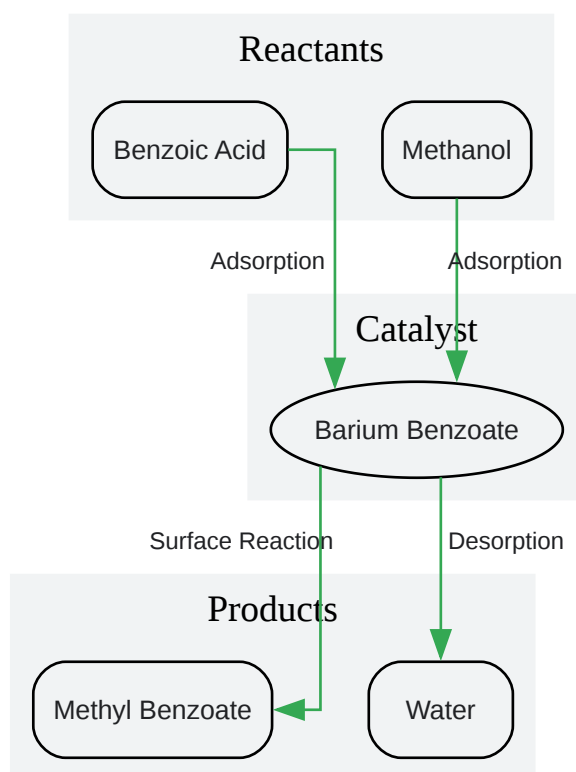 Reactants
Benzoic Acid
Methanol
Adsorption
Adsorption
Catalyst
Barium Benzoate
Surface Reaction
Desorption
Products
Methyl Benzoate
Water